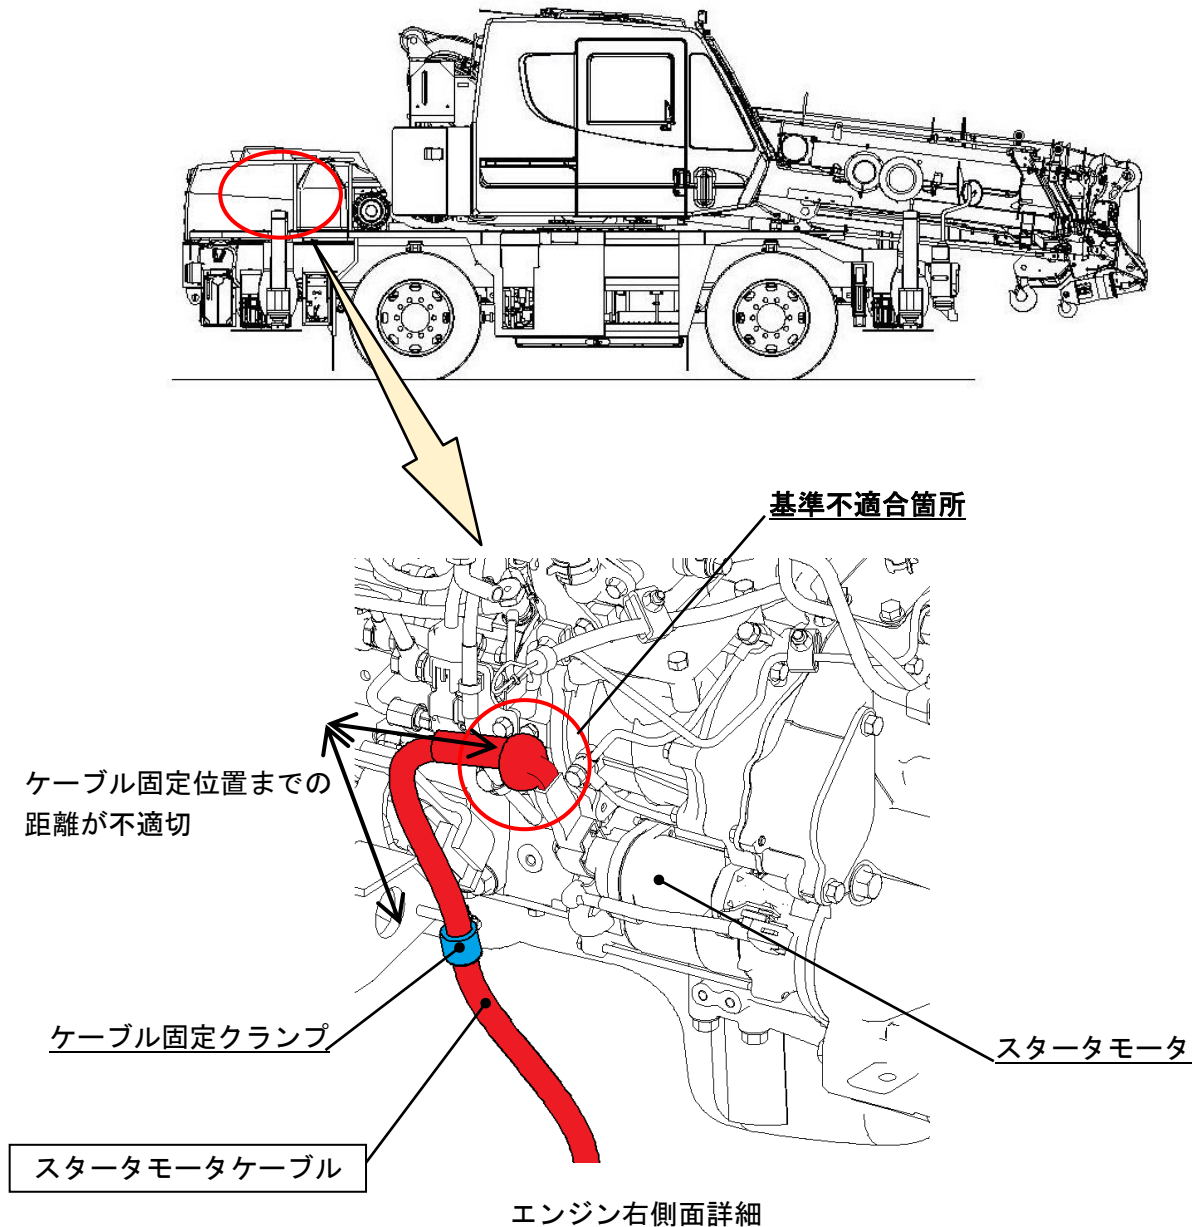 基準不適合箇所
ケーブル固定位置までの
距離が不適切
ケーブル固定クランプ
スタータモータ
スタータモータケーブル
エンジン右側面詳細